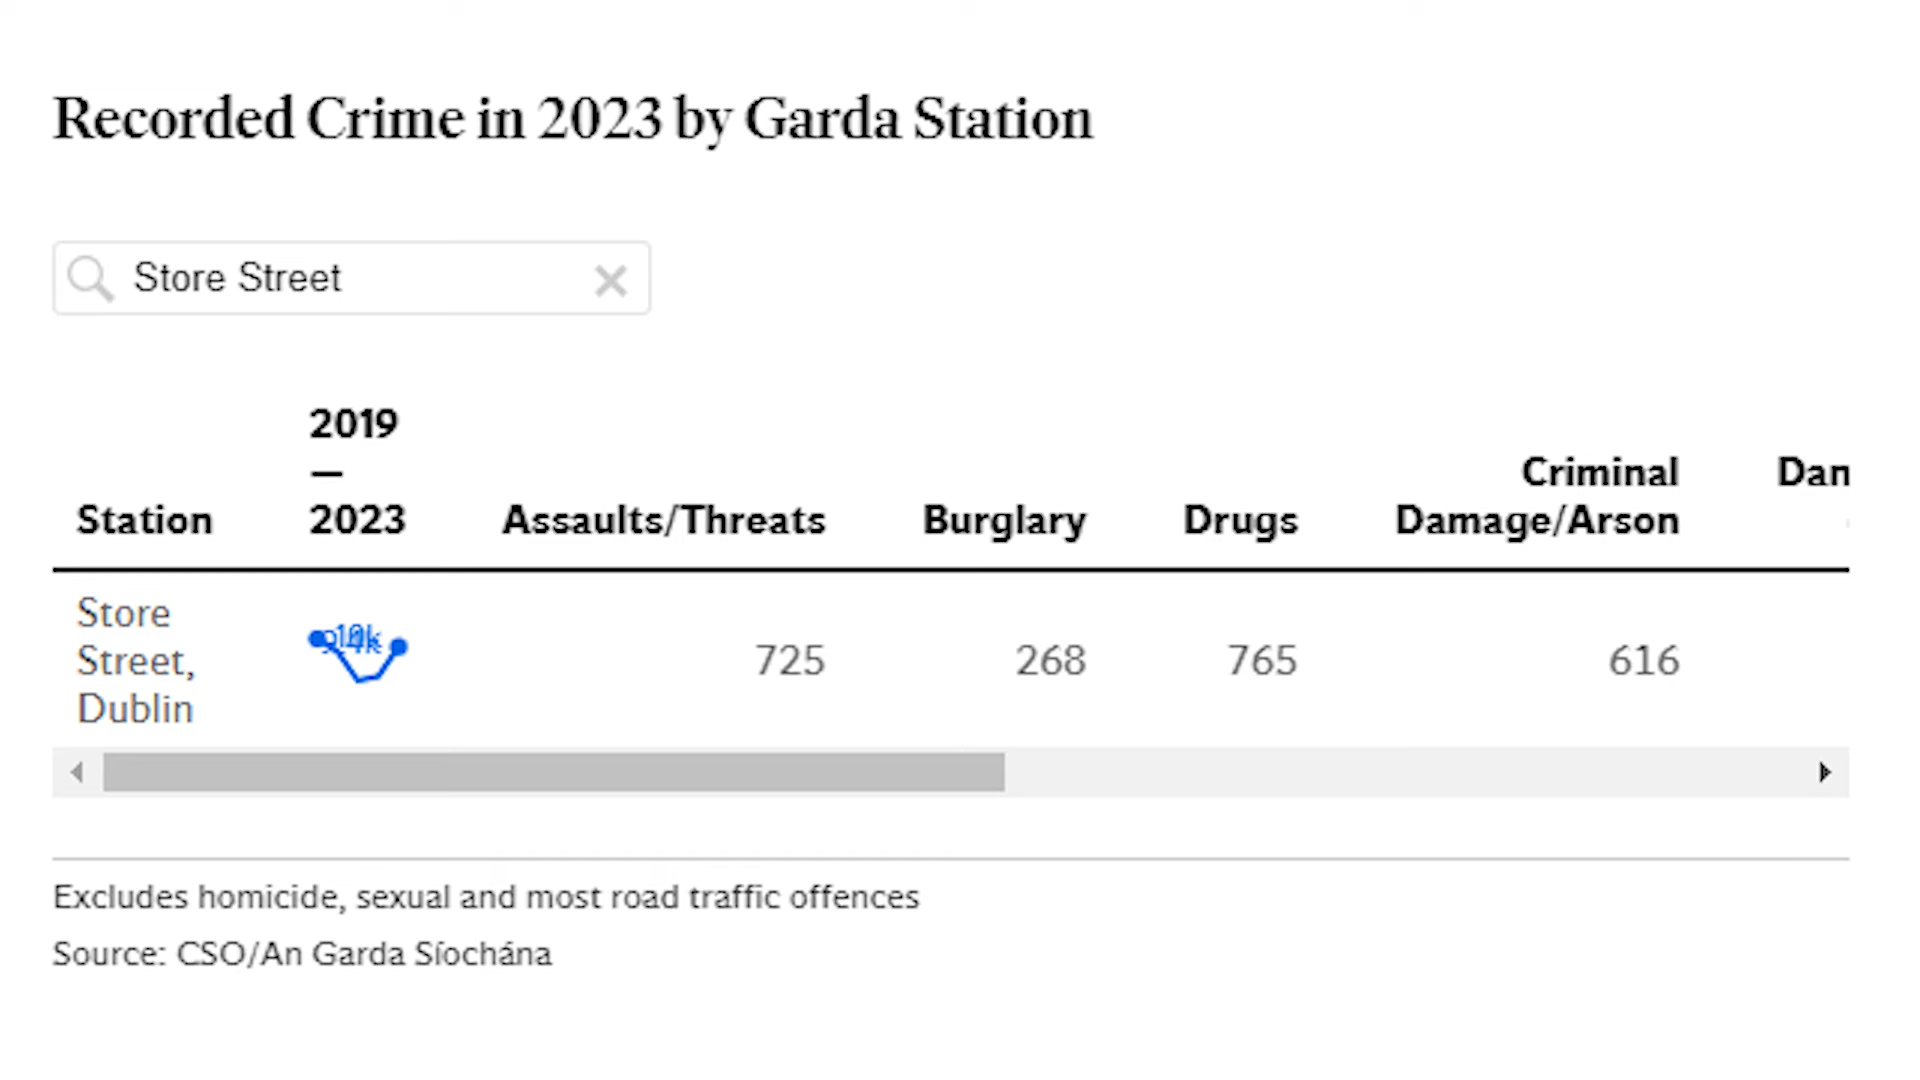 Recorded Crime in 2023 by Garda Station
Store Street
2019
—
2023
Station
Assaults/Threats
Burglary
Drugs
Criminal
Damage/Arson
Dan
Store
Street,
Dublin
725
268
765
616
Excludes homicide, sexual and most road traffic offences
Source: CSO/An Garda Síochána